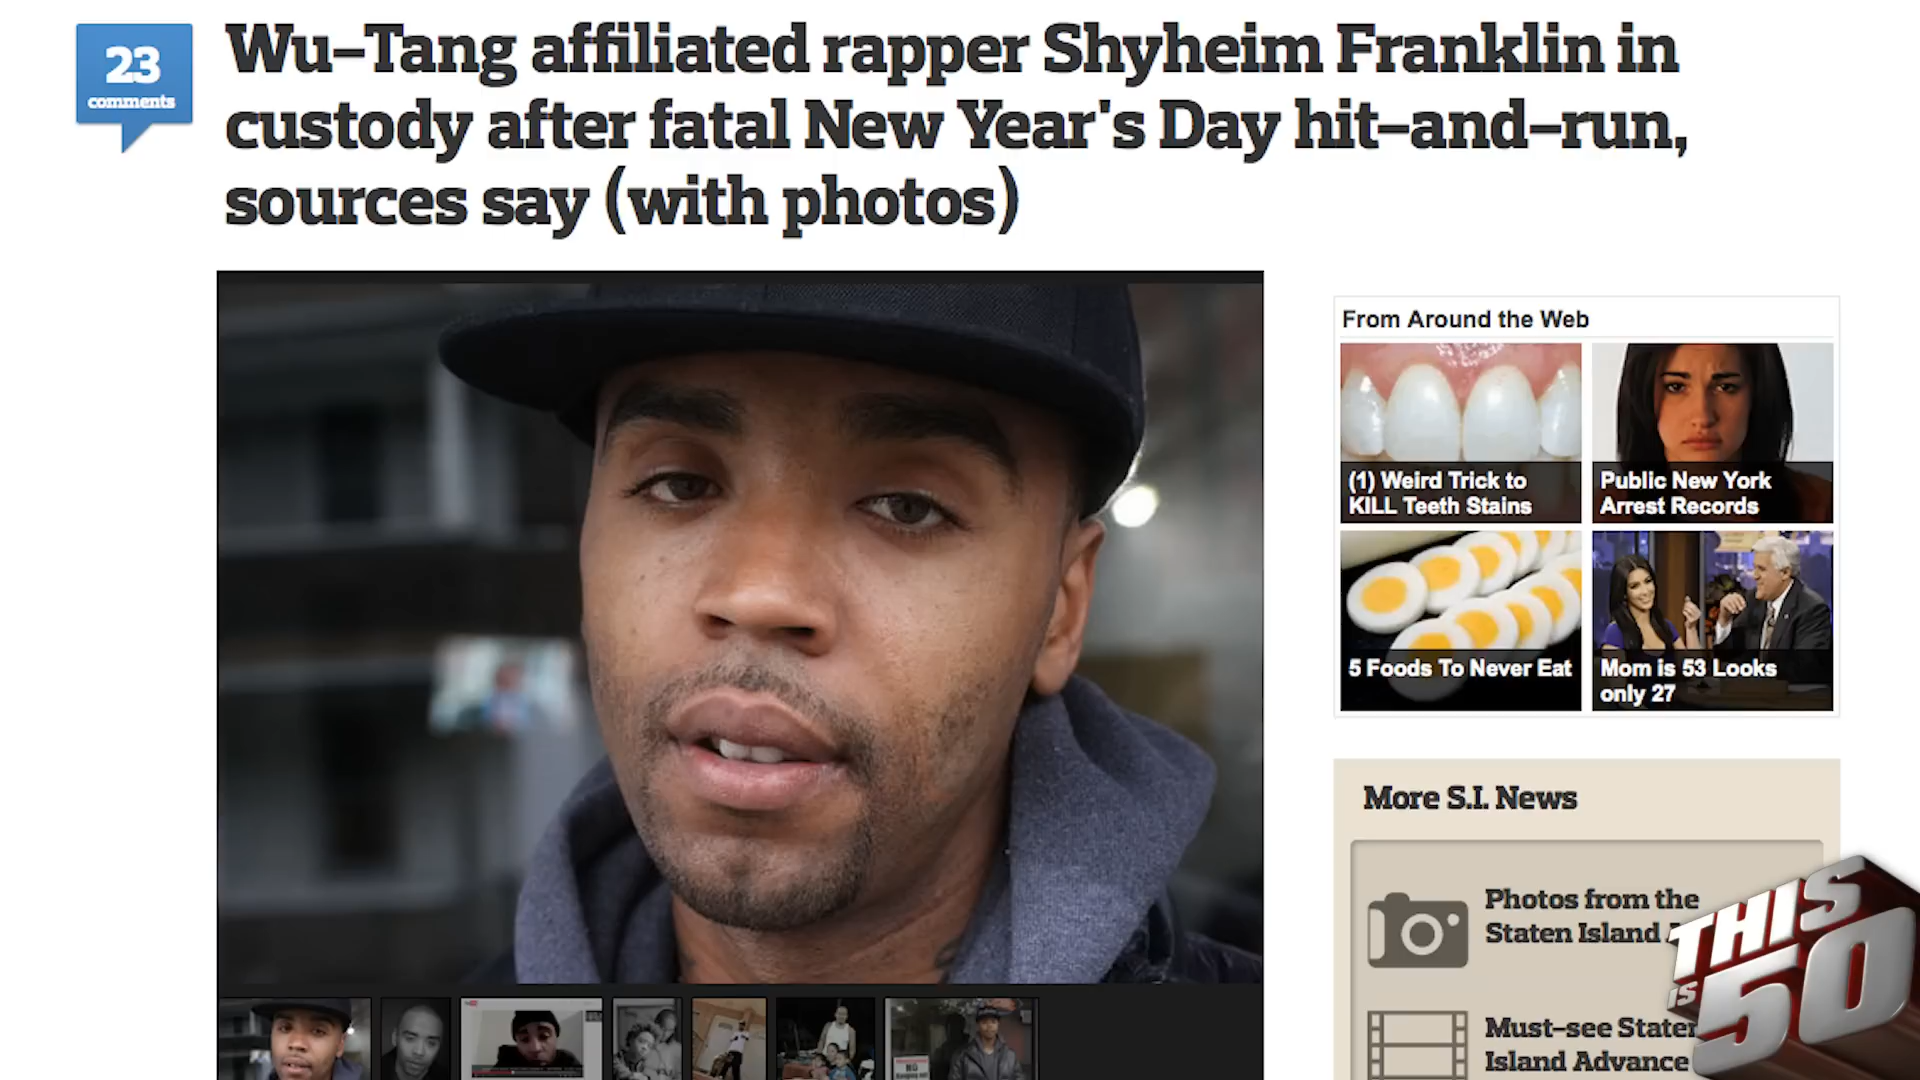 23
comments
Wu-Tang affiliated rapper Shyheim Franklin in
custody after fatal New Year's Day hit-and-run,
sources say (with photos)
From Around the Web
(1) Weird Trick to
KILL Teeth Stains
Public New York
Arrest Records
5 Foods To Never Eat
Mom is 53 Looks
only 27
More S.I. News
Photos from the
Staten Island
Must-see Staten
Island Advance
THIS
IS
50